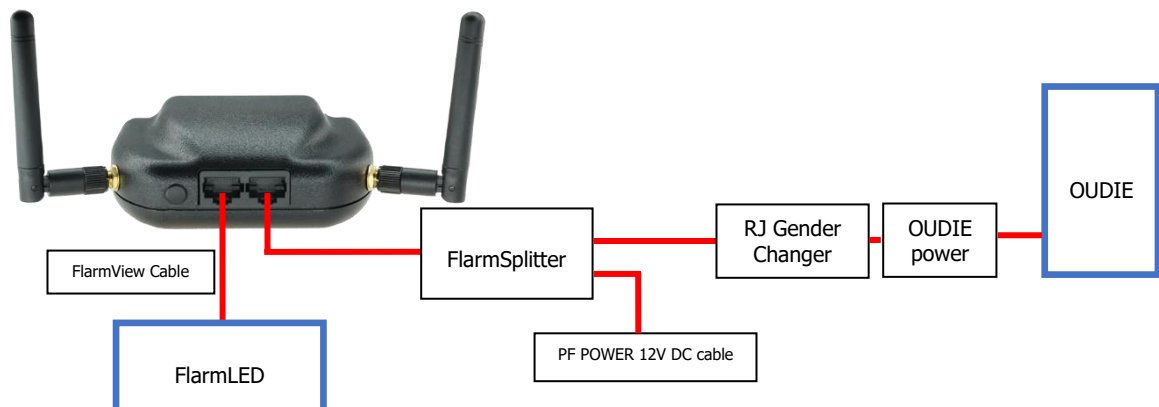 FlarmView Cable
FlarmLED
FlarmSplitter
PF POWER 12V DC cable
RJ Gender
Changer
OUDIE
power
OUDIE